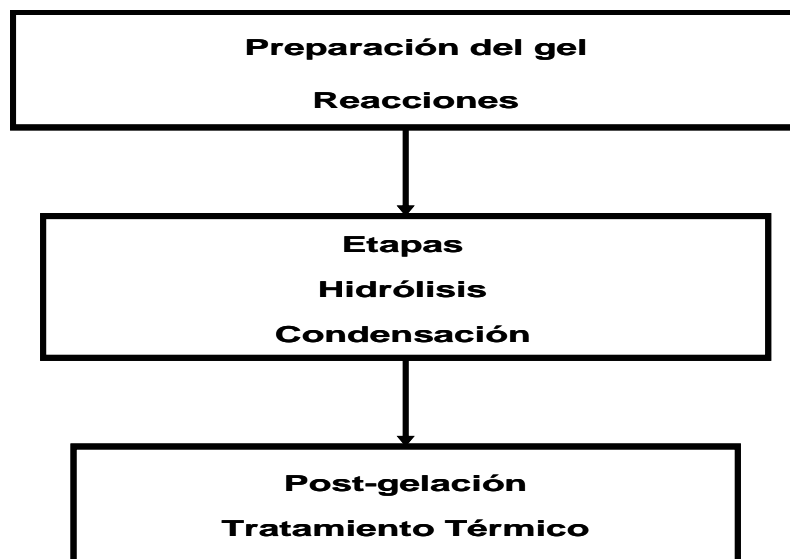 Preparación del gel
Reacciones
Etapas
Hidrólisis
Condensación
Post-gelación
Tratamiento Térmico